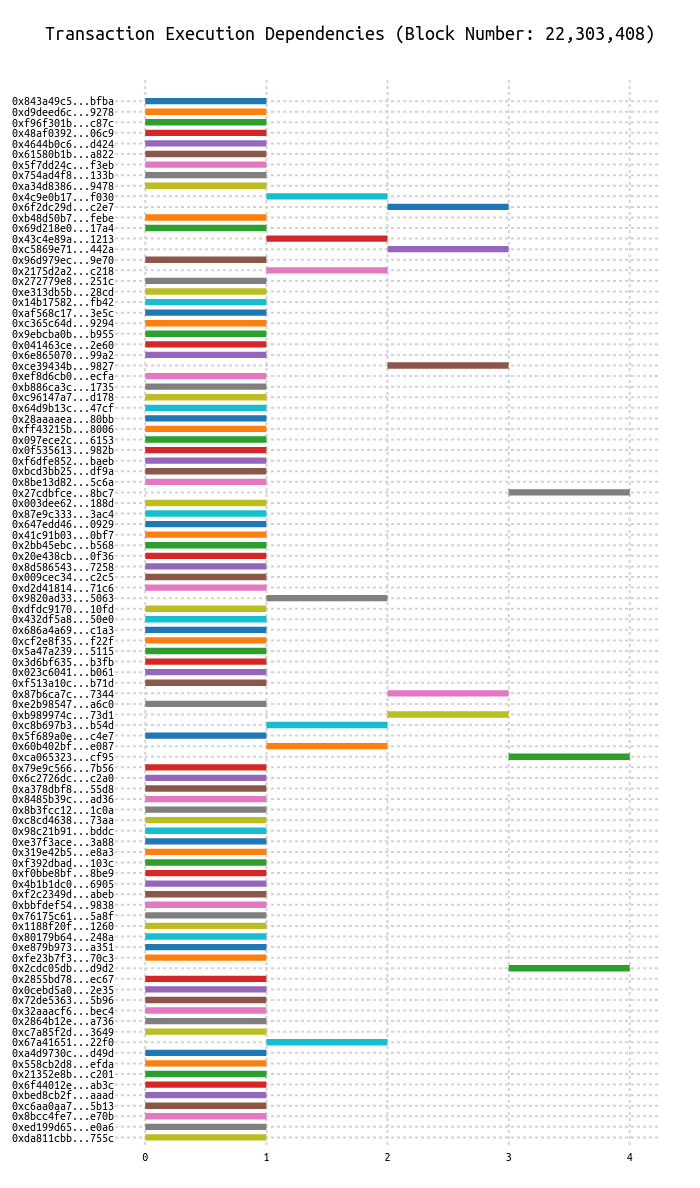 Transaction Execution Dependencies (Block Number: 22,303,408)
0x843a49c5...bfba
0xd9deed6c...9278
0xf96f301b...c87c
0x48af0392...06c9
0x4644b0c6...d424
0x61580b1b...a822
0x5f7dd24c...f3eb
0x754ad4f8...133b
0xa34d8386...9478
0x4c9e0b17...f030
0x6f2dc29d...c2e7
0xb48d50b7...febe
0x69d218e0...17a4
0x43c4e89a...1213
0xc5869e71...442a
0x96d979ec...9e70
0x2175d2a2...c218
0x272779e8...251c
0xe313db5b...28cd
0x14b17582...fb42
0xaf568c17...3e5c
0xc365c64d...9294
0x9ebcba0b...b955
0x041463ce...2e60
0x6e865070...99a2
0xce39434b...9827
0xef8d6cb0...ecfa
0xb886ca3c...1735
0xc96147a7...d178
0x64d9b13c...47cf
0x28aaaaea...80bb
0xff43215b...8006
0x097ece2c...6153
0x0f535613...982b
0xf6dfe852...baeb
0xbcd3bb25...df9a
0x8be13d82...5c6a
0x27cdbfce...8bc7
0x003dee62...188d
0x87e9c333...3ac4
0x647edd46...0929
0x41c91b03...0bf7
0x2bb45ebc...b568
0x20e438cb...0f36
0x8d586543...7258
0x009cec34...c2c5
0xd2d41814...71c6
0x9820ad33...5063
0xdfdc9170...10fd
0x432df5a8...50e0
0x686a4a69...c1a3
0xcf2e8f35...f22f
0x5a47a239...5115
0x3d6bf635...b3fb
0x023c6041...b061
0xf513a10c...b71d
0x87b6ca7c...7344
0xe2b98547...a6c0
0xb989974c...73d1
0xc8b697b3...b54d
0x5f689a0e...c4e7
0x60b402bf...e087
0xca065323...cf95
0x79e9c566...7b56
0x6c2726dc...c2a0
0xa378dbf8...55d8
0x8485b39c...ad36
0x8b3fcc12...1c0a
0xc8cd4638...73aa
0x98c21b91...bddc
0xe37f3ace...3a88
0x319e42b5...e8a3
0xf392dbad...103c
0xf0bbe8bf...8be9
0x4b1b1dc0...6905
0xf2c2349d...abeb
0xbbfdef54...9838
0x76175c61...5a8f
0x1188f20f...1260
0x80179b64...248a
0xe879b973...a351
0xfe23b7f3...70c3
0x2cdc05db...d9d2
0x2855bd78...ec67
0x0cebd5a0...2e35
0x72de5363...5b96
0x32aaacf6...bec4
0x2864b12e...a736
0xc7a85f2d...3649
0x67a41651...22f0
0xa4d9730c...d49d
0x558cb2d8...efda
0x21352e8b...c201
0x6f44012e...ab3c
0xbed8cb2f...aaad
0xc6aa0aa7...5b13
0x8bcc4fe7...e70b
0xed199d65...e0a6
0xda811cbb...755c
0 1 2 3 4